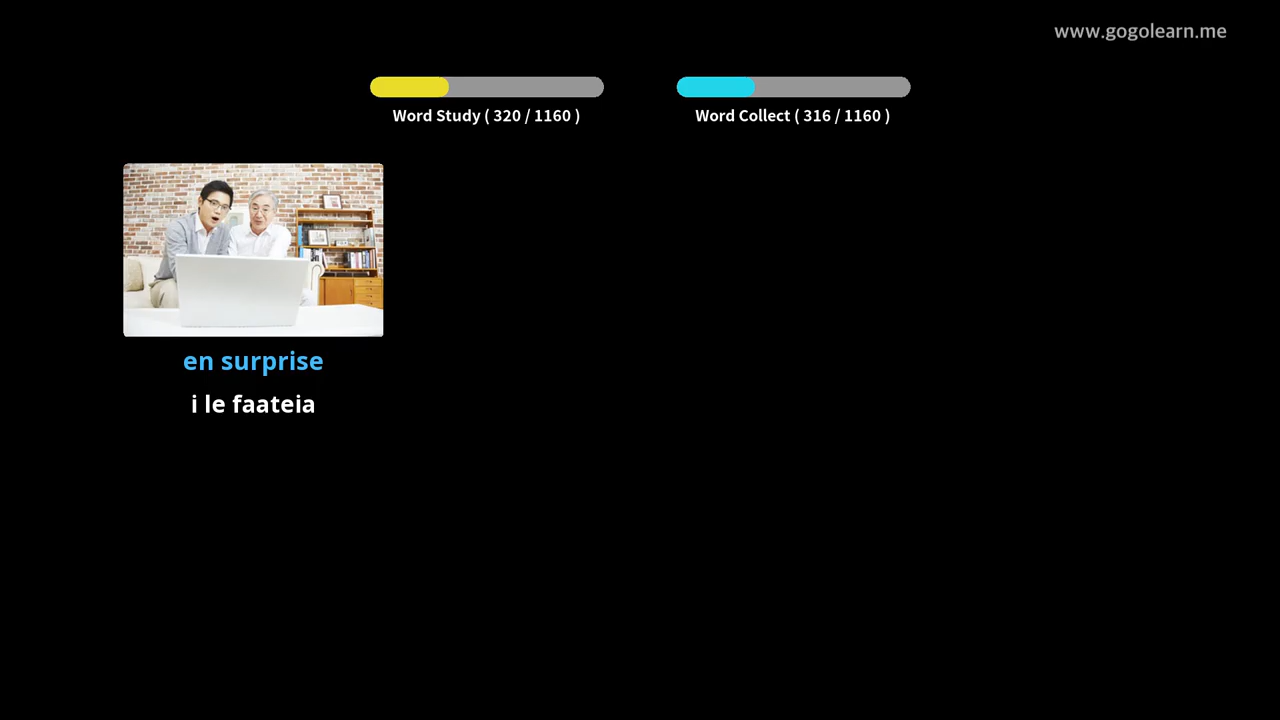 www.gogolearn.me
Word Study ( 320 / 1160 )
Word Collect ( 316 / 1160 )
en surprise
i le faateia